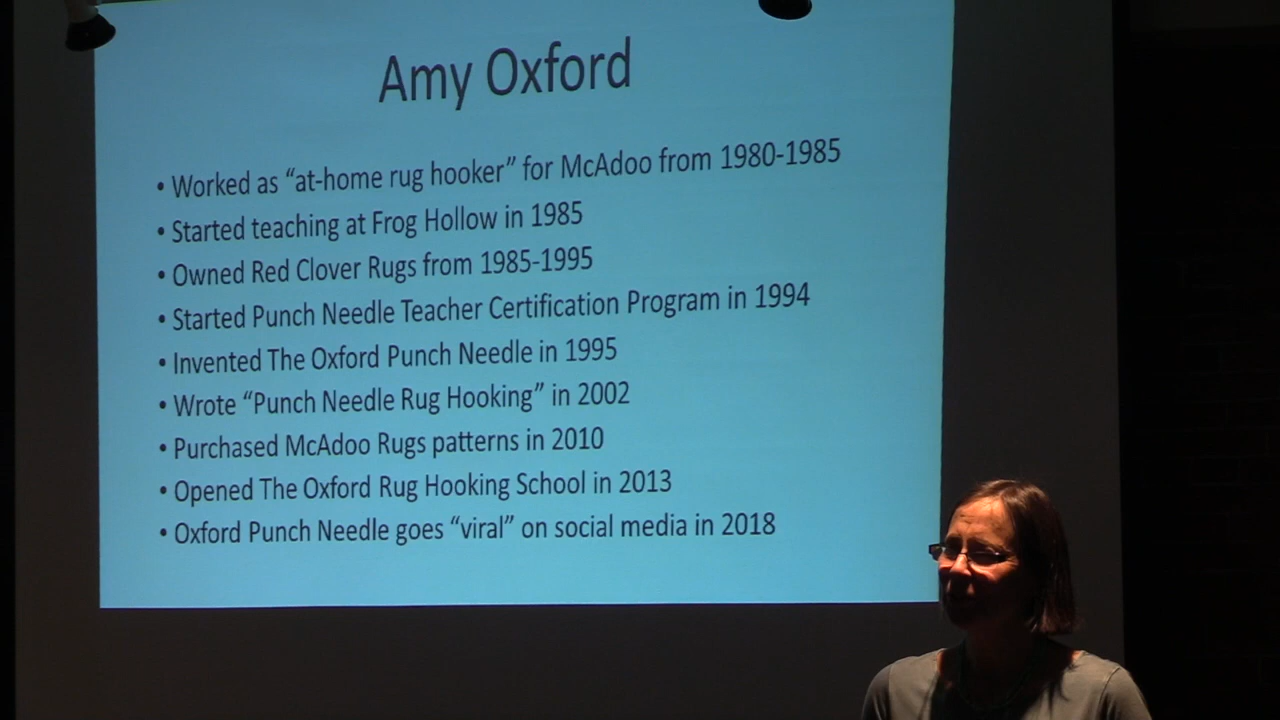 Amy Oxford
• Worked as “at-home rug hooker” for McAdoo from 1980-1985
• Started teaching at Frog Hollow in 1985
• Owned Red Clover Rugs from 1985-1995
• Started Punch Needle Teacher Certification Program in 1994
• Invented The Oxford Punch Needle in 1995
• Wrote “Punch Needle Rug Hooking” in 2002
• Purchased McAdoo Rugs patterns in 2010
• Opened The Oxford Rug Hooking School in 2013
• Oxford Punch Needle goes “viral” on social media in 2018